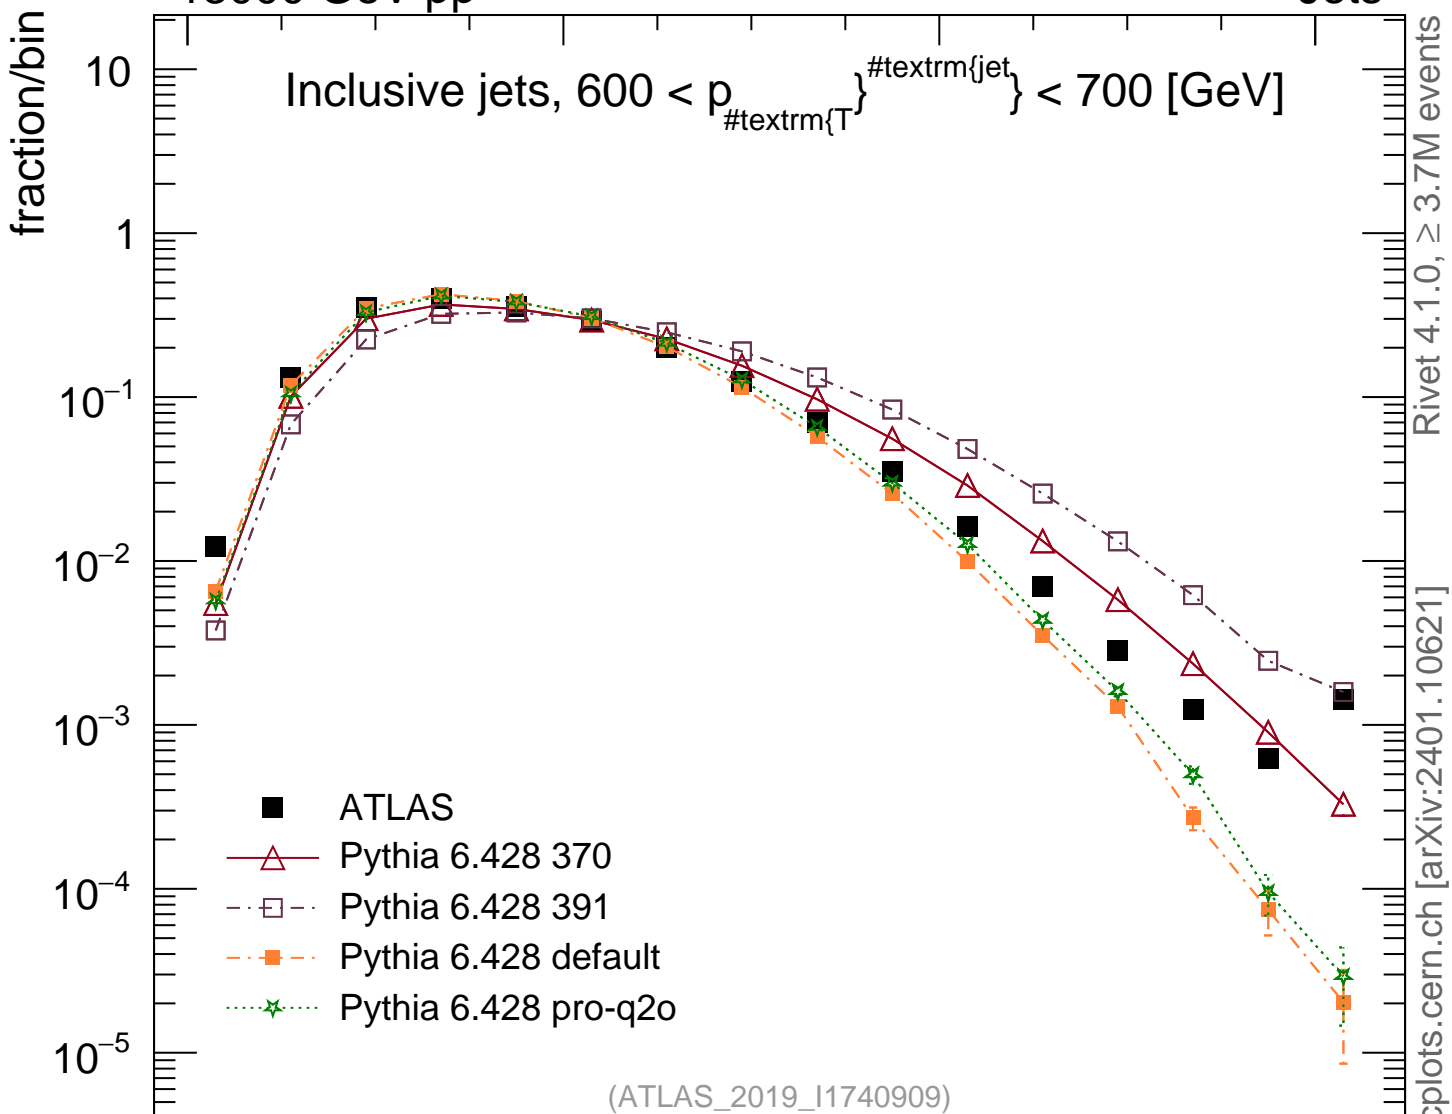 fraction/bin
10
1
10⁻¹
10⁻²
10⁻³
10⁻⁴
10⁻⁵
Inclusive jets, 600 < p_{#textrm{T}}^{#textrm{jet}} < 700 [GeV]
ATLAS
Pythia 6.428 370
Pythia 6.428 391
Pythia 6.428 default
Pythia 6.428 pro-q2o
(ATLAS_2019_I1740909)
Rivet 4.1.0, ≥ 3.7M events
cplots.cern.ch [arXiv:2401.10621]